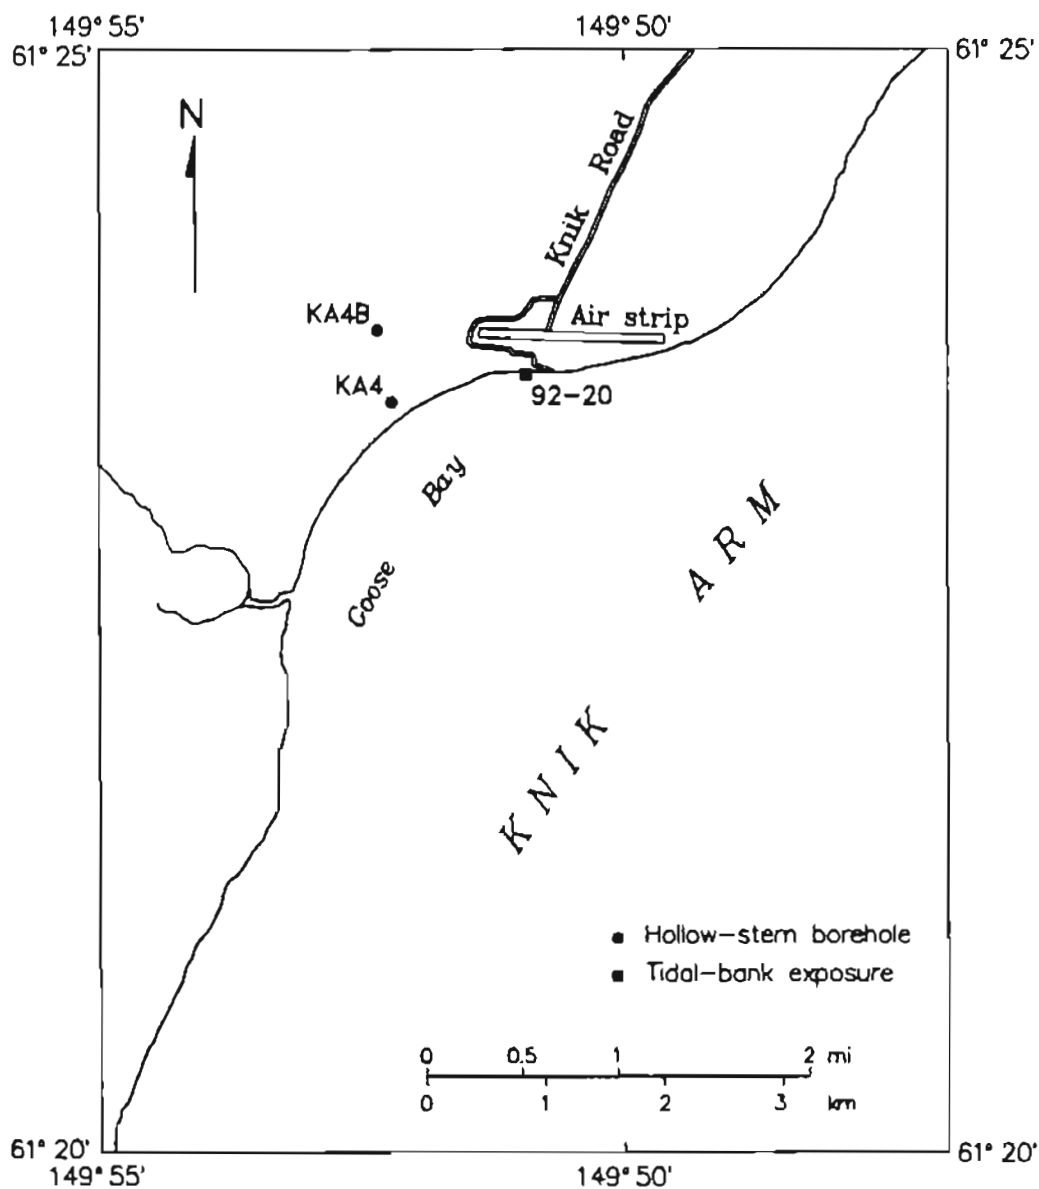 149° 55' 149° 50'
61° 25' 61° 25'
N
Knik Road
KA4B
Air strip
KA4
92-20
Goose Bay
KNIK ARM
Hollow-stem borehole
Tidal-bank exposure
0 0.5 1 2 mi
0 1 2 3 km
61° 20' 61° 20'
149° 55' 149° 50'